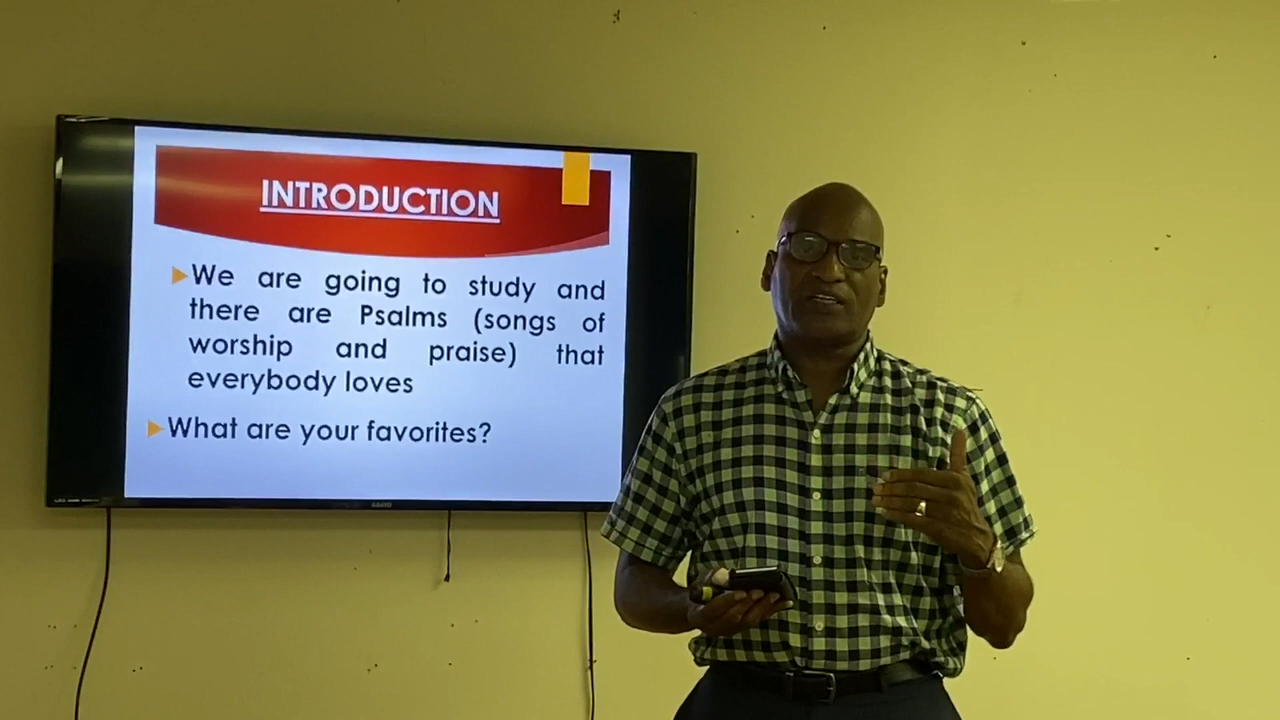 INTRODUCTION
We are going to study and
there are Psalms (songs of
worship and praise) that
everybody loves
What are your favorites?
SANYO